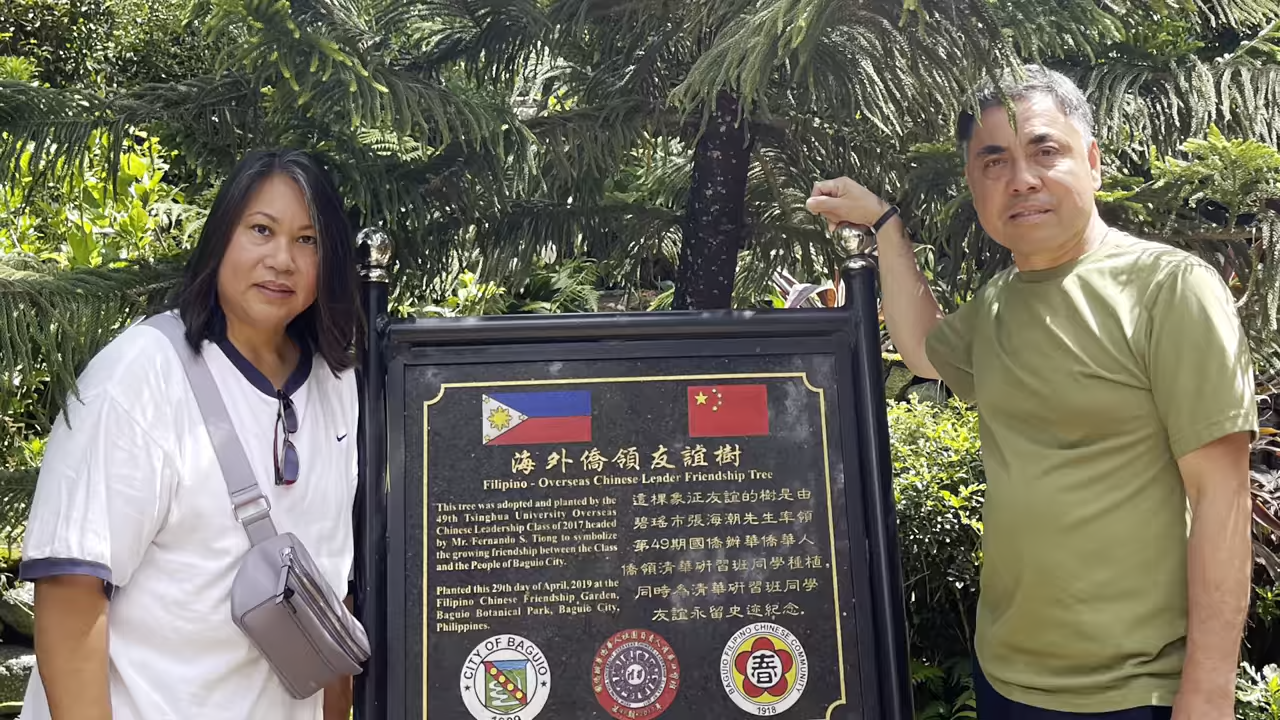 海外僑領友誼樹
Filipino - Overseas Chinese Leader Friendship Tree
This tree was adopted and planted by the
49th Tsinghua University Overseas
Chinese Leadership Class of 2017 headed
by Mr. Fernando S. Tiong to symbolize
the growing friendship between the Class
and the People of Baguio City.
Planted this 29th day of April, 2019 at the
Filipino Chinese Friendship Garden,
Baguio Botanical Park, Baguio City,
Philippines.
這棵象征友誼的樹是由
碧瑤市張海潮先生率領
第49期國僑辦華僑華人
僑領清華研習班同學種植,
同時為清華研習班同學
友誼永留史迹紀念.
CITY OF BAGUIO
1909
BAGUIO FILIPINO CHINESE COMMUNITY
春
1918